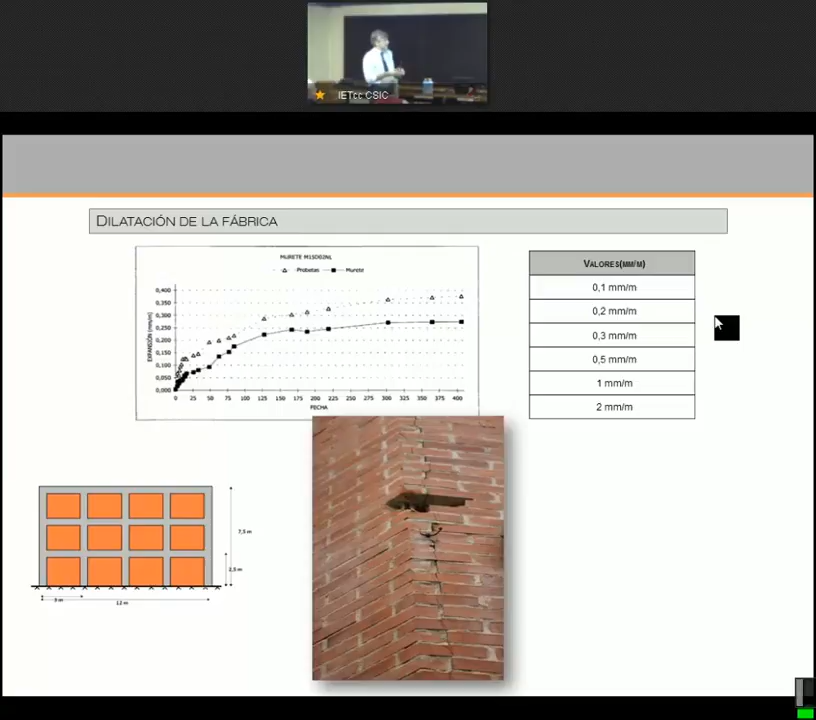 IETcc CSIC
DILATACIÓN DE LA FÁBRICA
MURETE M1SD02NL
Probetas Murete
EXPANSIÓN (mm/m)
0,400
0,350
0,300
0,250
0,200
0,150
0,100
0,050
0,000
0 25 50 75 100 125 150 175 200 225 250 275 300 325 350 375 400
FECHA
VALORES(MM/M)
0,1 mm/m
0,2 mm/m
0,3 mm/m
0,5 mm/m
1 mm/m
2 mm/m
7,5 m
2,5 m
3 m
12 m